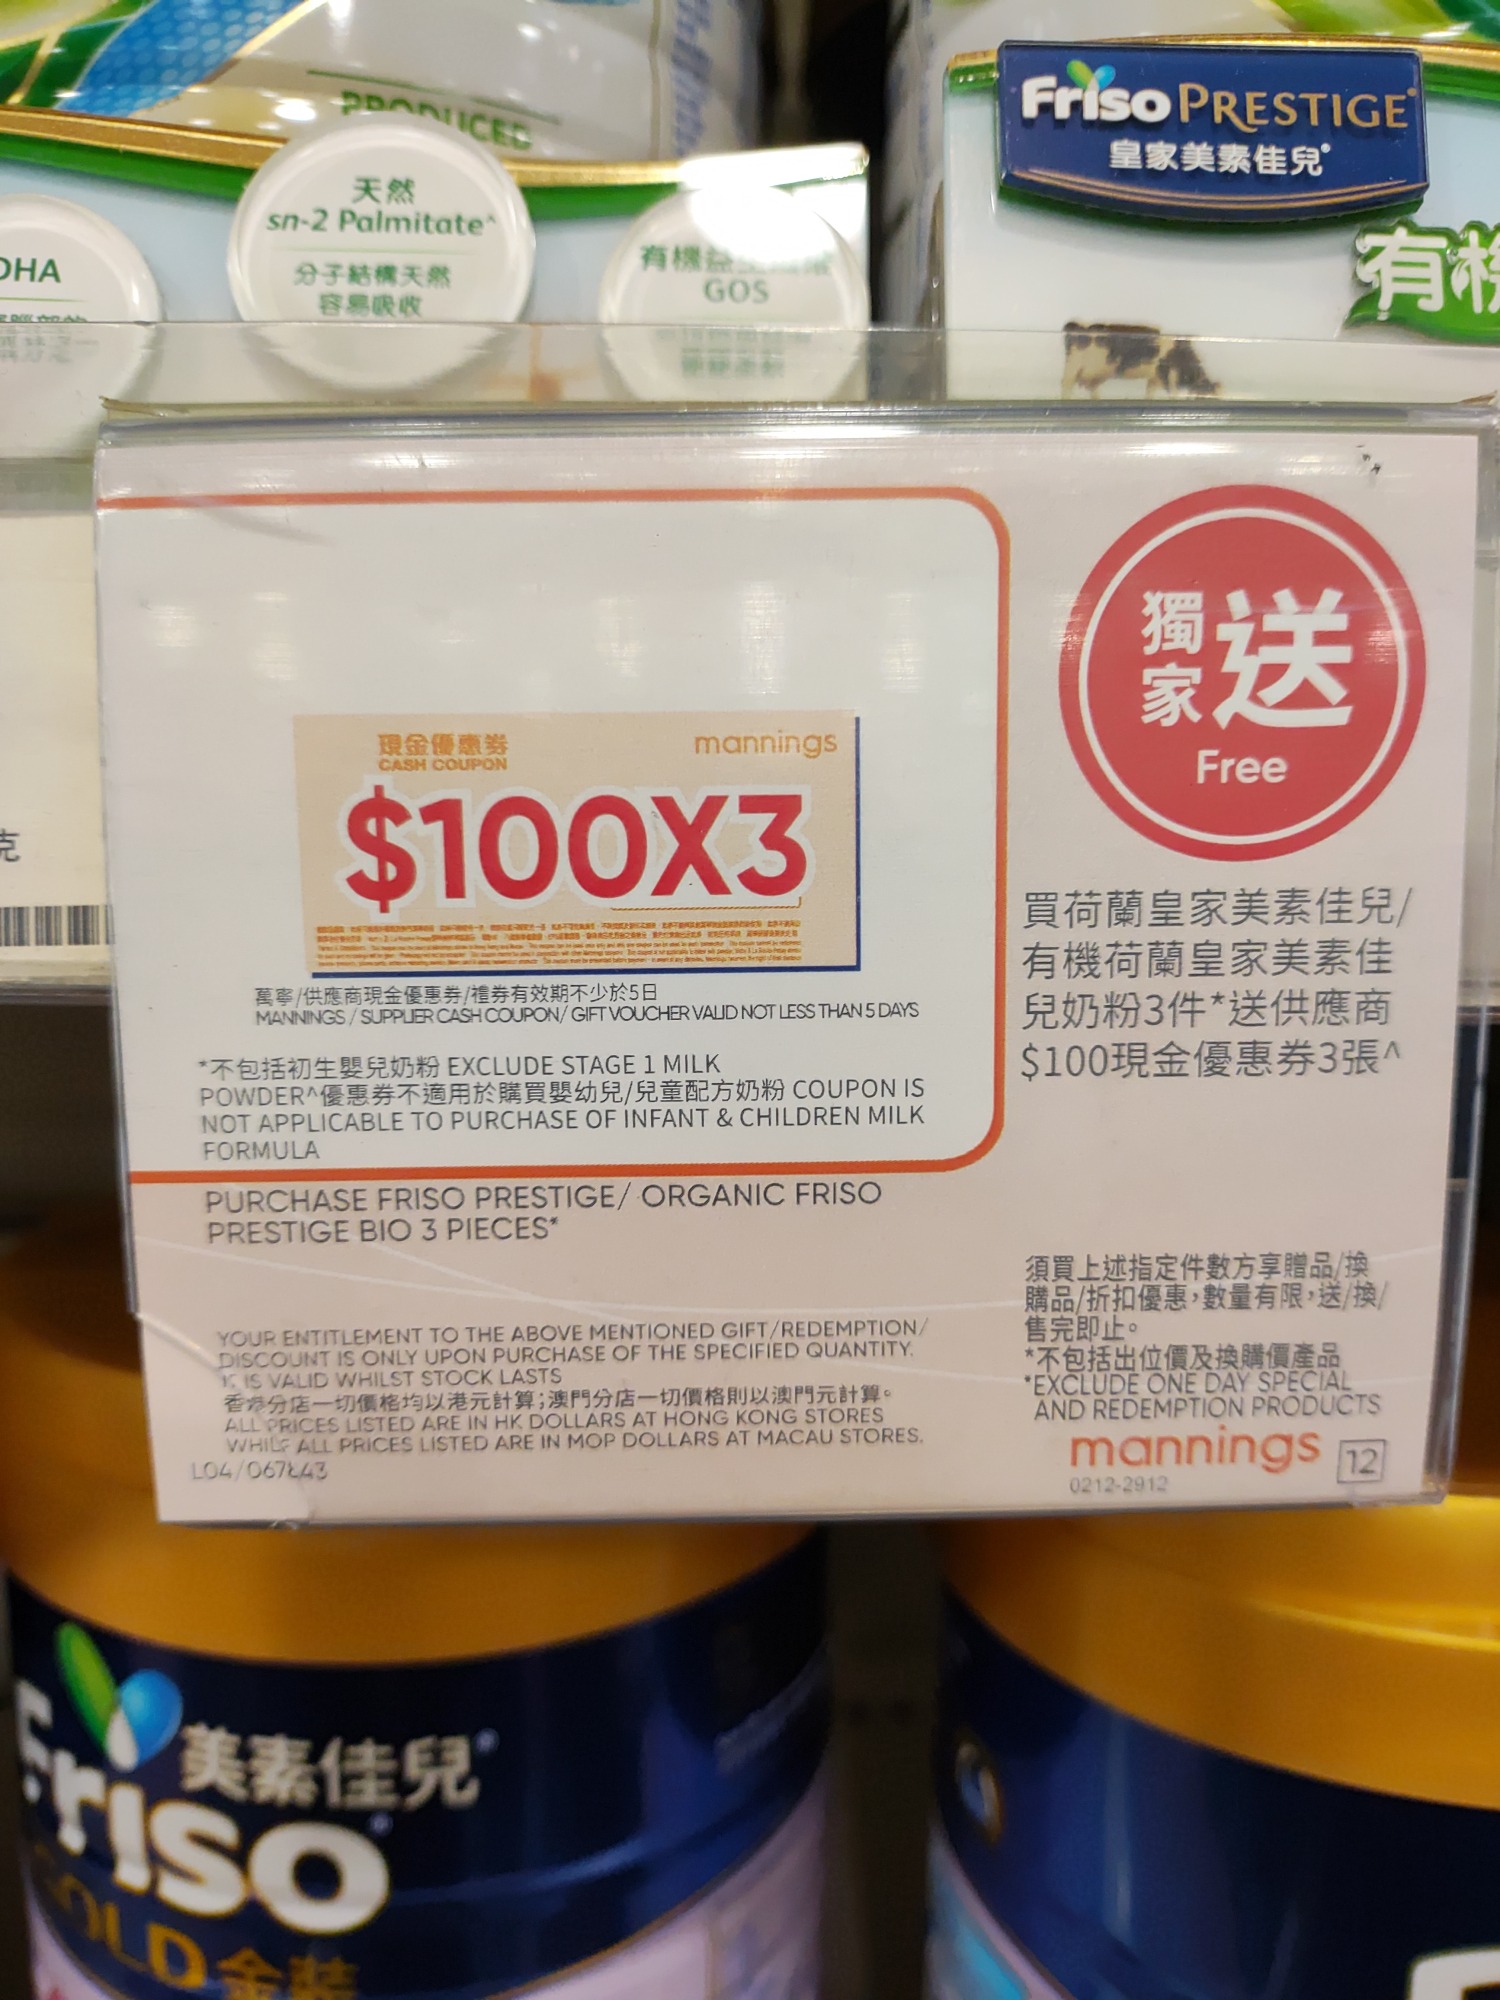 PRODUCED
天然
sn-2 Palmitate^
分子結構天然
容易吸收
DHA
有機益
GOS
Friso PRESTIGE
皇家美素佳兒
有機
克
現金優惠券
CASH COUPON
mannings
$100X3
萬寧/供應商現金優惠券/禮券有效期不少於5日
MANNINGS / SUPPLIER CASH COUPON/ GIFT VOUCHER VALID NOT LESS THAN 5 DAYS
*不包括初生嬰兒奶粉 EXCLUDE STAGE 1 MILK
POWDER^優惠券不適用於購買嬰幼兒/兒童配方奶粉 COUPON IS
NOT APPLICABLE TO PURCHASE OF INFANT & CHILDREN MILK
FORMULA
PURCHASE FRISO PRESTIGE/ ORGANIC FRISO
PRESTIGE BIO 3 PIECES*
YOUR ENTITLEMENT TO THE ABOVE MENTIONED GIFT/REDEMPTION/
DISCOUNT IS ONLY UPON PURCHASE OF THE SPECIFIED QUANTITY.
IT IS VALID WHILST STOCK LASTS
香港分店一切價格均以港元計算;澳門分店一切價格則以澳門元計算。
ALL PRICES LISTED ARE IN HK DOLLARS AT HONG KONG STORES
WHILE ALL PRICES LISTED ARE IN MOP DOLLARS AT MACAU STORES.
獨家 送
Free
買荷蘭皇家美素佳兒/
有機荷蘭皇家美素佳
兒奶粉3件*送供應商
$100現金優惠券3張^
須買上述指定件數方享贈品/換
購品/折扣優惠,數量有限,送/換/
售完即止。
*不包括出位價及換購價產品
*EXCLUDE ONE DAY SPECIAL
AND REDEMPTION PRODUCTS
mannings 12
0212-2912
美素佳兒
Friso
GOLD 金裝